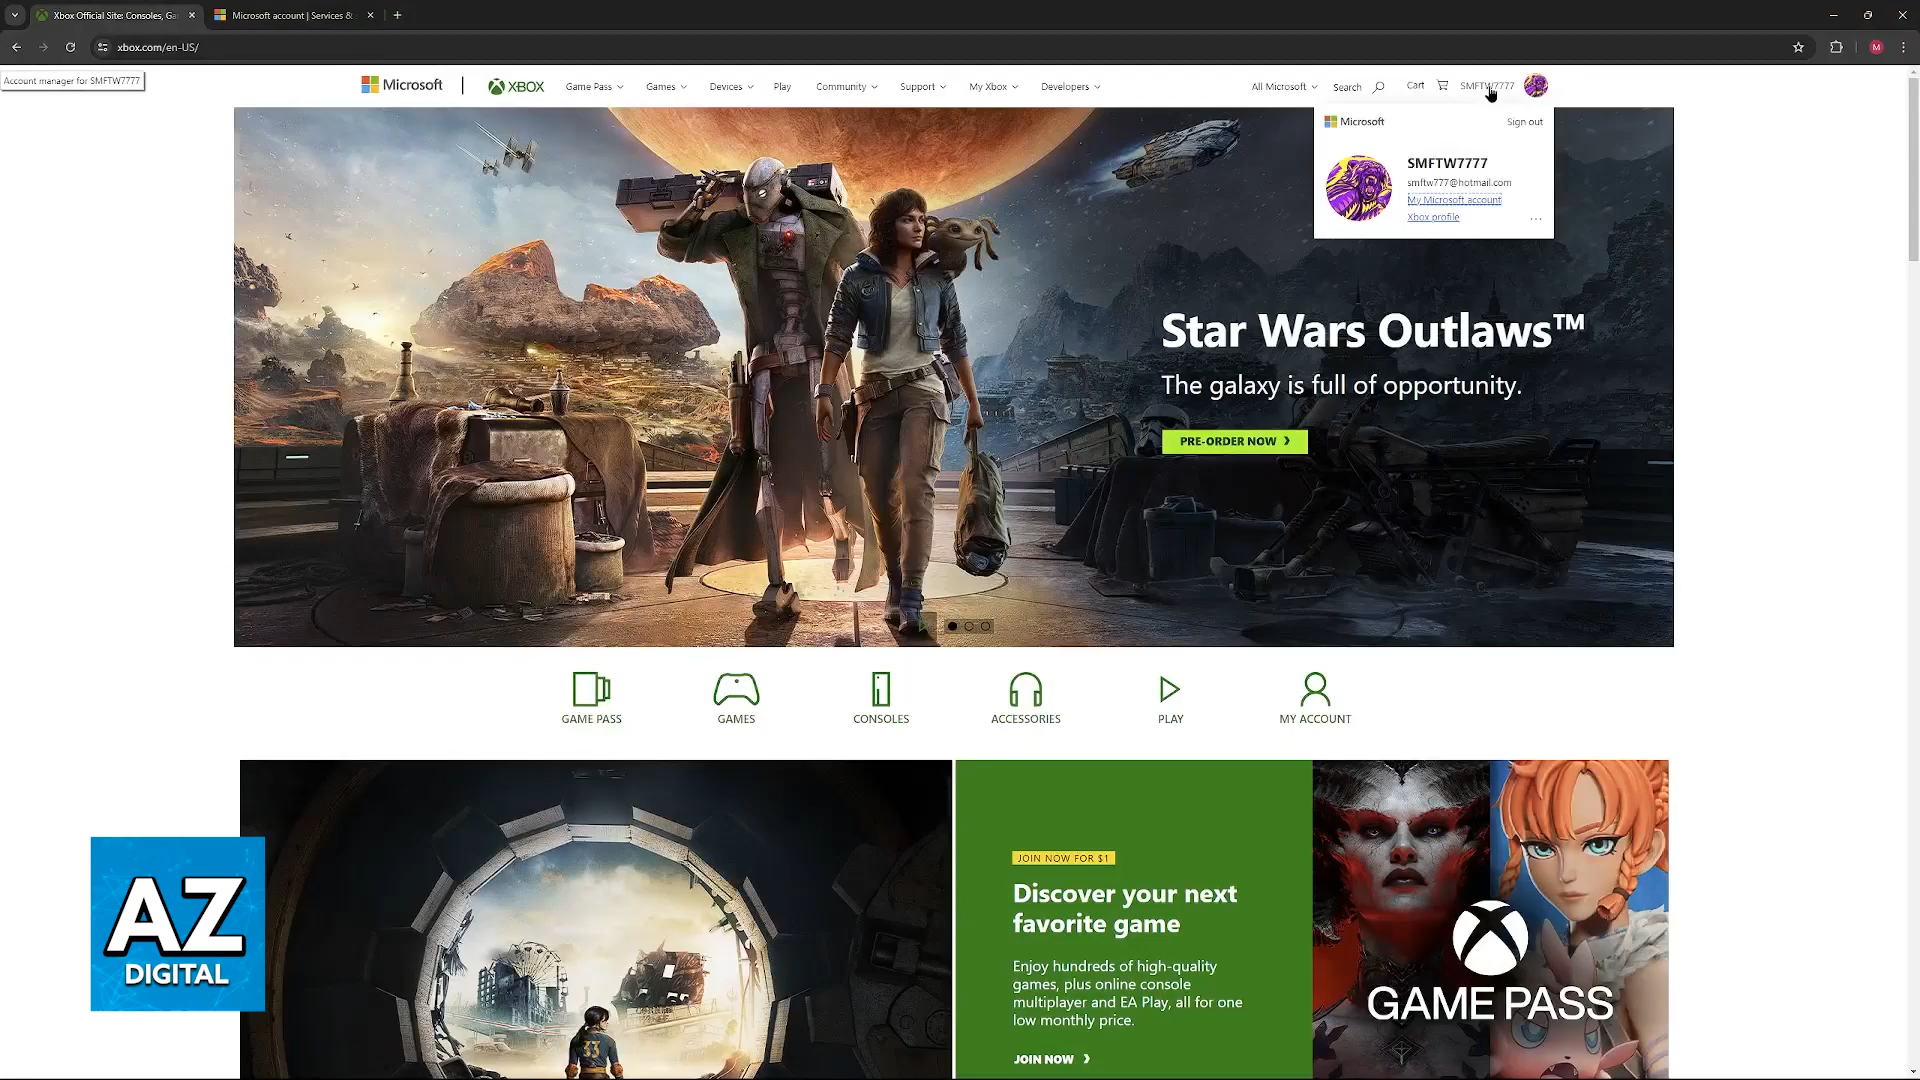 Xbox Official Site: Consoles, Ga
Microsoft account | Services &
xbox.com/en-US/
M
Account manager for SMFTW7777
Microsoft
XBOX
Game Pass
Games
Devices
Play
Community
Support
My Xbox
Developers
All Microsoft
Search
Cart
SMFTW7777
Microsoft
Sign out
SMFTW7777
smftw777@hotmail.com
My Microsoft account
Xbox profile
...
Star Wars Outlaws™
The galaxy is full of opportunity.
PRE-ORDER NOW
GAME PASS
GAMES
CONSOLES
ACCESSORIES
PLAY
MY ACCOUNT
JOIN NOW FOR $1
Discover your next
favorite game
Enjoy hundreds of high-quality
games, plus online console
multiplayer and EA Play, all for one
low monthly price.
JOIN NOW
GAME PASS
33
AZ
DIGITAL